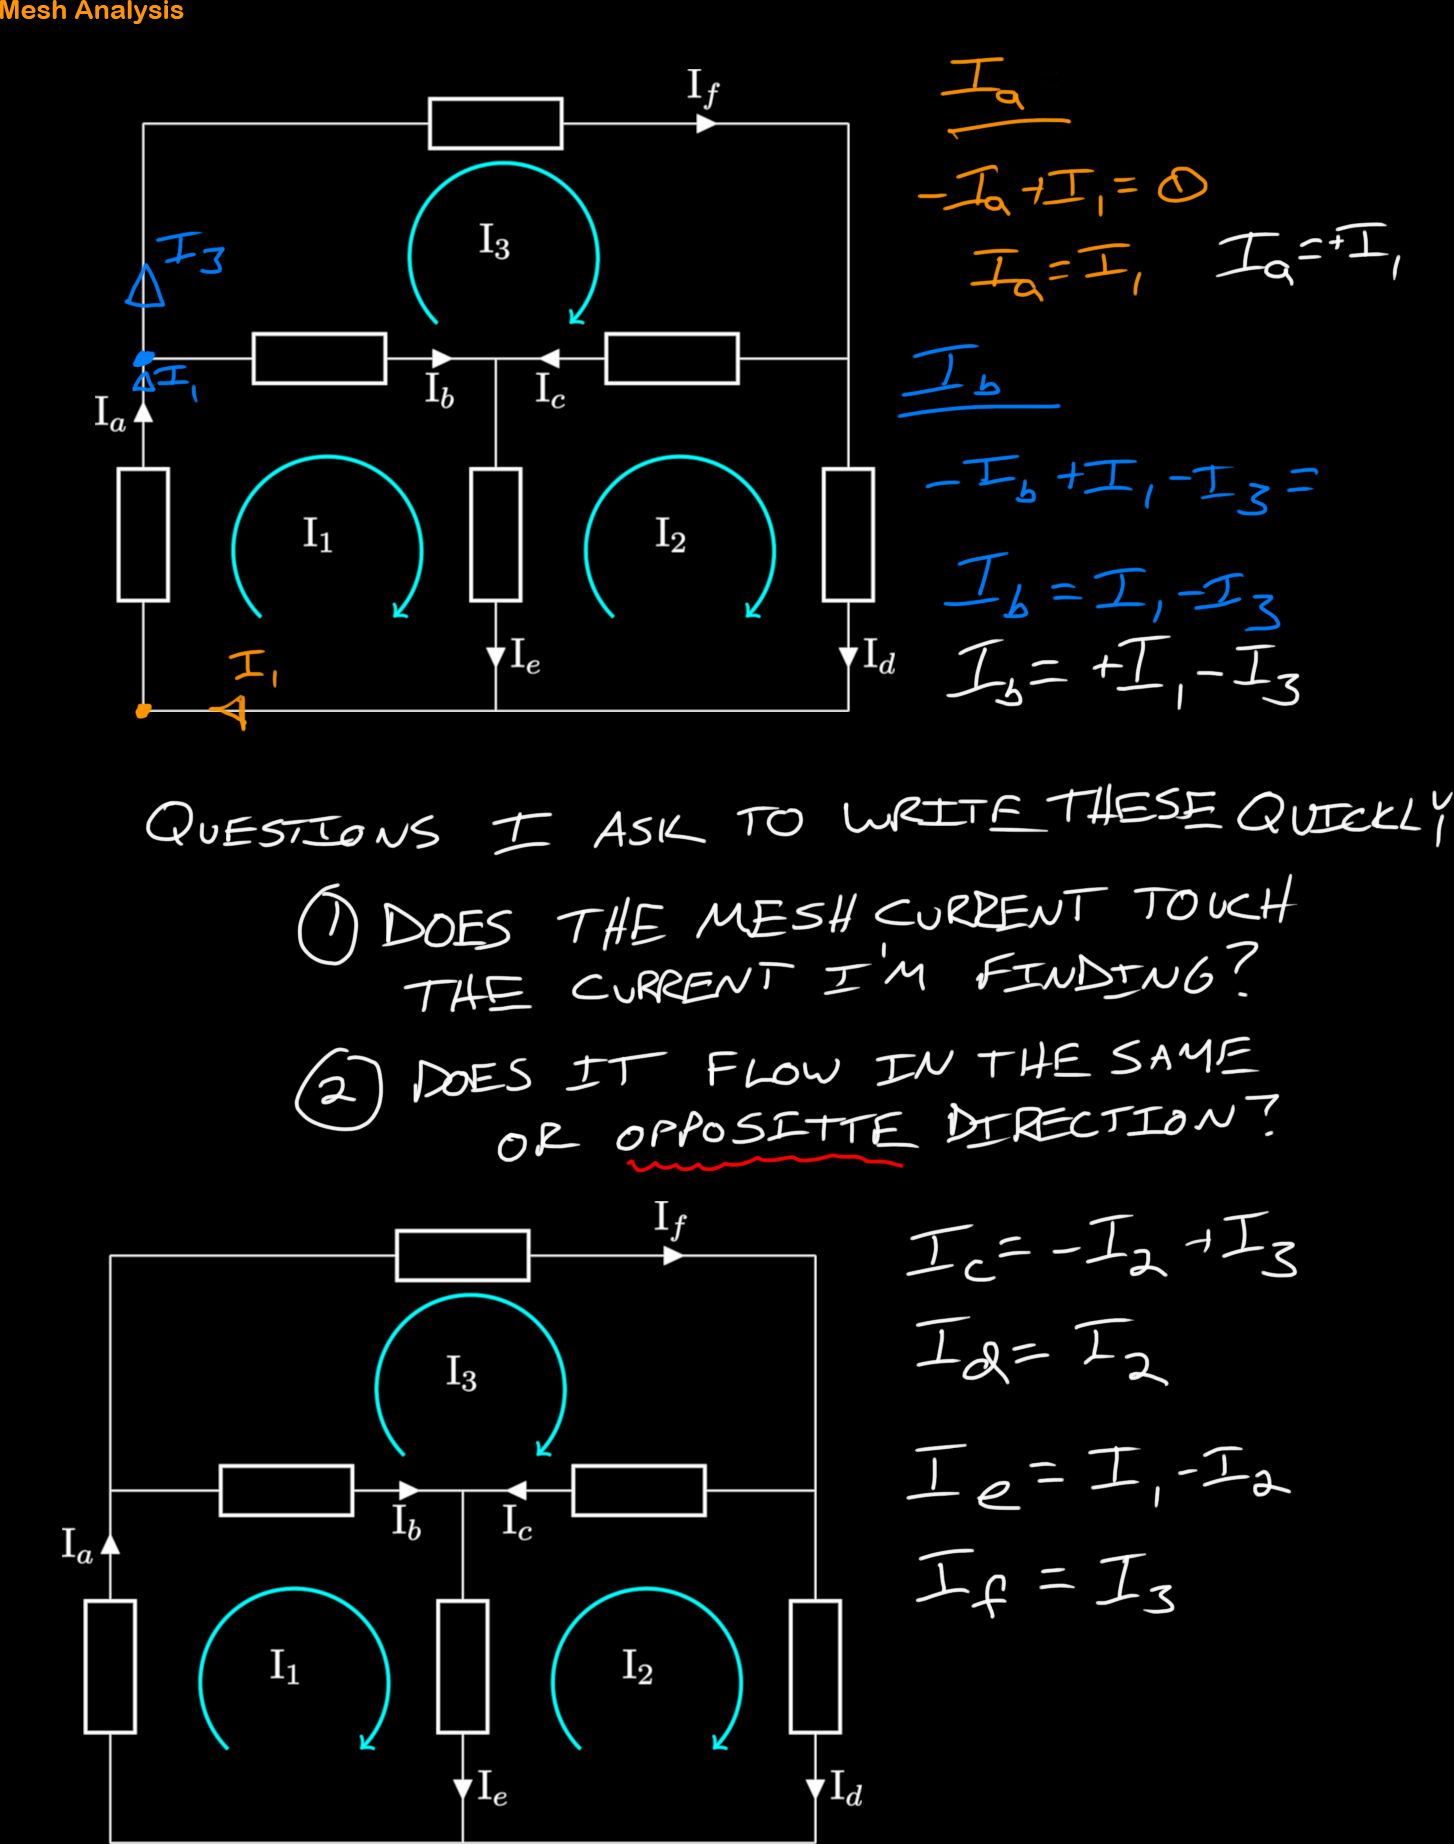 Mesh Analysis
I_f
I_3
I_3
I_1
I_a
I_b
I_c
I_1
I_2
I_1
I_e
I_d
I_a
-I_a + I_1 = 0
I_a = I_1
I_a = +I_1
I_b
-I_b + I_1 - I_3 =
I_b = I_1 - I_3
I_b = +I_1 - I_3
QUESTIONS I ASK TO WRITE THESE QUICKLY
① DOES THE MESH CURRENT TOUCH
THE CURRENT I'M FINDING?
② DOES IT FLOW IN THE SAME
OR OPPOSITTE DIRECTION?
I_f
I_3
I_b
I_c
I_a
I_1
I_2
I_e
I_d
I_c = -I_2 + I_3
I_d = I_2
I_e = I_1 - I_2
I_f = I_3